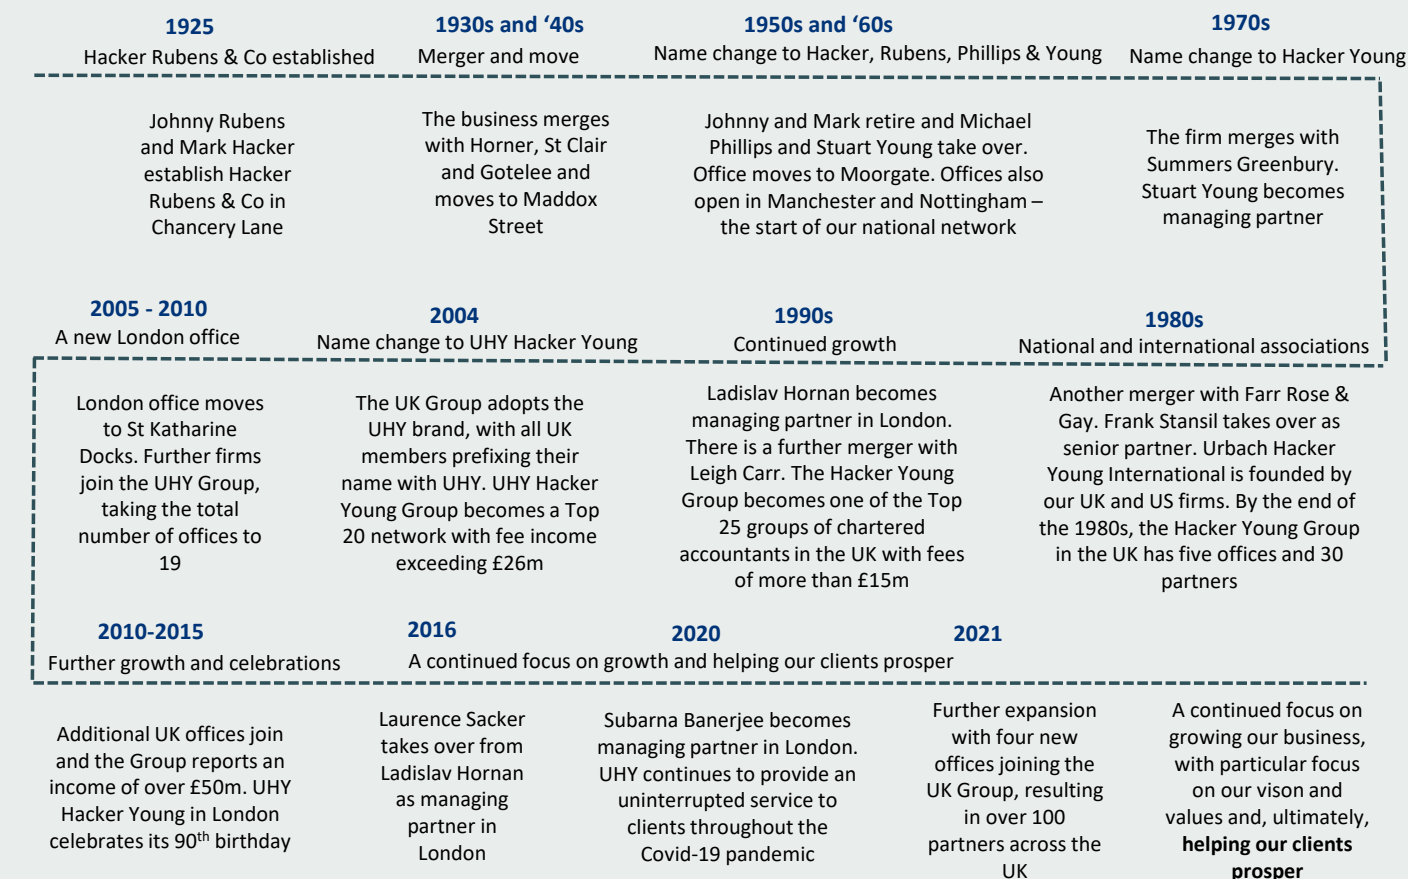 1925
Hacker Rubens & Co established
Johnny Rubens
and Mark Hacker
establish Hacker
Rubens & Co in
Chancery Lane
1930s and ‘40s
Merger and move
The business merges
with Horner, St Clair
and Gotelee and
moves to Maddox
Street
1950s and ‘60s
Name change to Hacker, Rubens, Phillips & Young
Johnny and Mark retire and Michael
Phillips and Stuart Young take over.
Office moves to Moorgate. Offices also
open in Manchester and Nottingham –
the start of our national network
1970s
Name change to Hacker Young
The firm merges with
Summers Greenbury.
Stuart Young becomes
managing partner
1980s
National and international associations
Another merger with Farr Rose &
Gay. Frank Stansil takes over as
senior partner. Urbach Hacker
Young International is founded by
our UK and US firms. By the end of
the 1980s, the Hacker Young Group
in the UK has five offices and 30
partners
1990s
Continued growth
Ladislav Hornan becomes
managing partner in London.
There is a further merger with
Leigh Carr. The Hacker Young
Group becomes one of the Top
25 groups of chartered
accountants in the UK with fees
of more than £15m
2004
Name change to UHY Hacker Young
The UK Group adopts the
UHY brand, with all UK
members prefixing their
name with UHY. UHY Hacker
Young Group becomes a Top
20 network with fee income
exceeding £26m
2005 - 2010
A new London office
London office moves
to St Katharine
Docks. Further firms
join the UHY Group,
taking the total
number of offices to
19
2010-2015
Further growth and celebrations
Additional UK offices join
and the Group reports an
income of over £50m. UHY
Hacker Young in London
celebrates its 90th birthday
2016
2020
2021
A continued focus on growth and helping our clients prosper
Laurence Sacker
takes over from
Ladislav Hornan
as managing
partner in
London
Subarna Banerjee becomes
managing partner in London.
UHY continues to provide an
uninterrupted service to
clients throughout the
Covid-19 pandemic
Further expansion
with four new
offices joining the
UK Group, resulting
in over 100
partners across the
UK
A continued focus on
growing our business,
with particular focus
on our vison and
values and, ultimately,
helping our clients
prosper